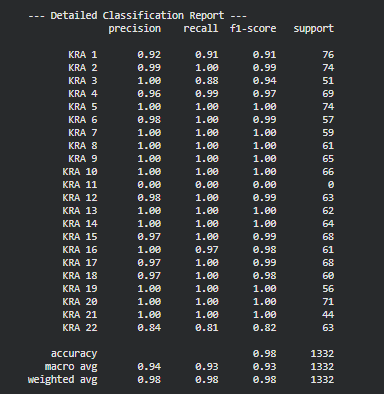 --- Detailed Classification Report ---
precision recall f1-score support
KRA 1 0.92 0.91 0.91 76
KRA 2 0.99 1.00 0.99 74
KRA 3 1.00 0.88 0.94 51
KRA 4 0.96 0.99 0.97 69
KRA 5 1.00 1.00 1.00 74
KRA 6 0.98 1.00 0.99 57
KRA 7 1.00 1.00 1.00 59
KRA 8 1.00 1.00 1.00 61
KRA 9 1.00 1.00 1.00 65
KRA 10 1.00 1.00 1.00 66
KRA 11 0.00 0.00 0.00 0
KRA 12 0.98 1.00 0.99 63
KRA 13 1.00 1.00 1.00 62
KRA 14 1.00 1.00 1.00 64
KRA 15 0.97 1.00 0.99 68
KRA 16 1.00 0.97 0.98 61
KRA 17 0.97 1.00 0.99 68
KRA 18 0.97 1.00 0.98 60
KRA 19 1.00 1.00 1.00 56
KRA 20 1.00 1.00 1.00 71
KRA 21 1.00 1.00 1.00 44
KRA 22 0.84 0.81 0.82 63
accuracy 0.98 1332
macro avg 0.94 0.93 0.93 1332
weighted avg 0.98 0.98 0.98 1332